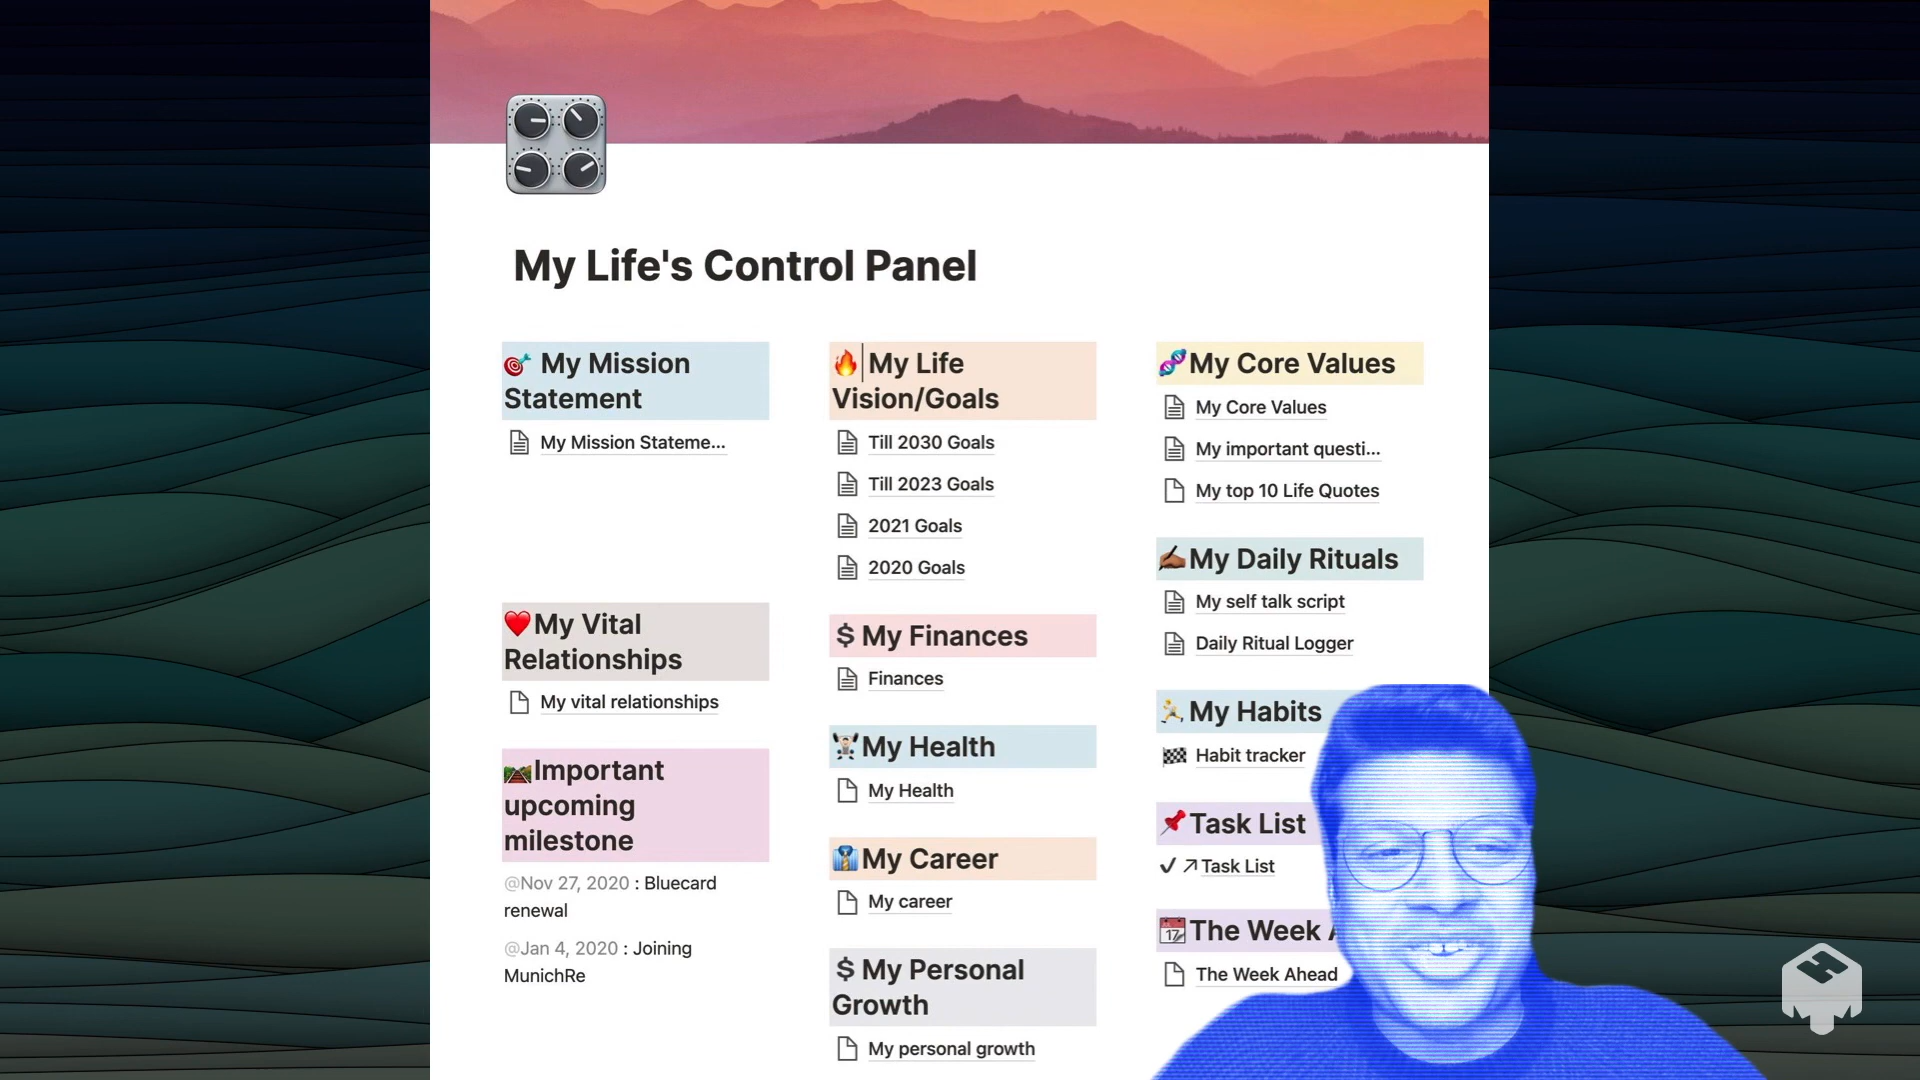 My Life's Control Panel
My Mission
Statement
My Mission Stateme...
My Vital
Relationships
My vital relationships
Important
upcoming
milestone
@Nov 27, 2020 : Bluecard
renewal
@Jan 4, 2020 : Joining
MunichRe
My Life
Vision/Goals
Till 2030 Goals
Till 2023 Goals
2021 Goals
2020 Goals
$ My Finances
Finances
My Health
My Health
My Career
My career
$ My Personal
Growth
My personal growth
My Core Values
My Core Values
My important questi...
My top 10 Life Quotes
My Daily Rituals
My self talk script
Daily Ritual Logger
My Habits
Habit tracker
Task List
Task List
17
The Week
The Week Ahead